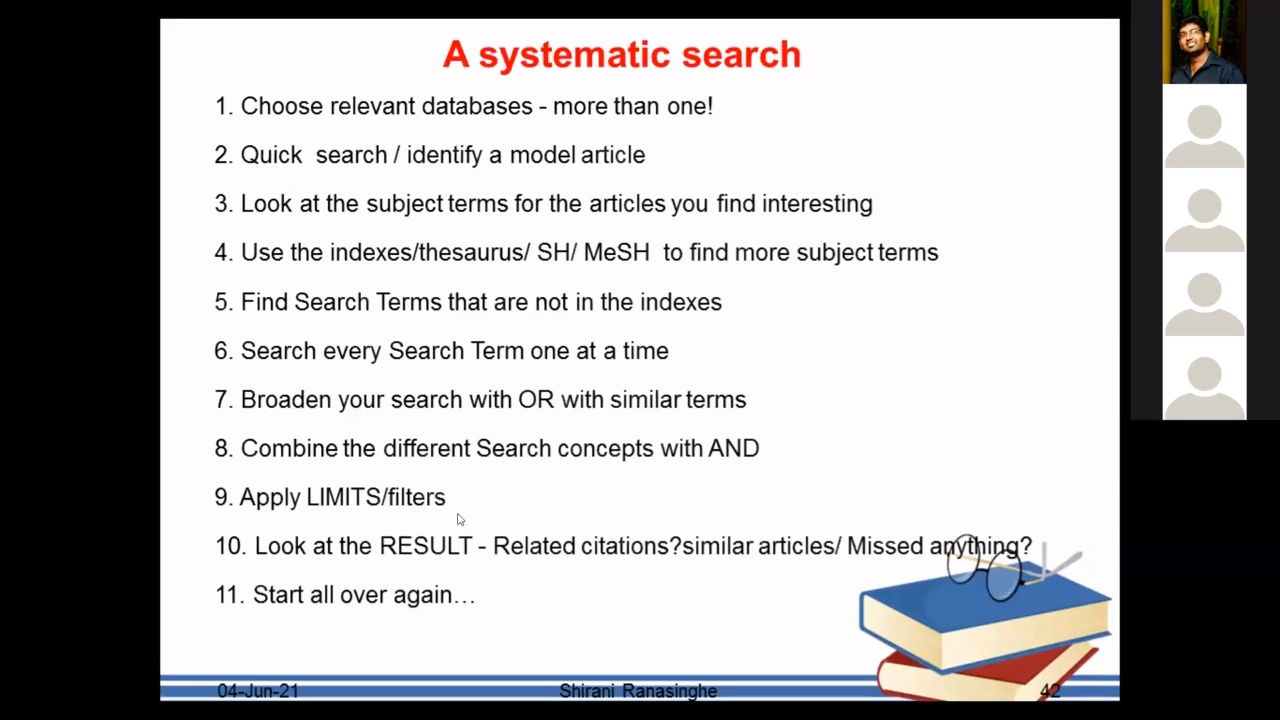 A systematic search
1. Choose relevant databases - more than one!
2. Quick search / identify a model article
3. Look at the subject terms for the articles you find interesting
4. Use the indexes/thesaurus/ SH/ MeSH to find more subject terms
5. Find Search Terms that are not in the indexes
6. Search every Search Term one at a time
7. Broaden your search with OR with similar terms
8. Combine the different Search concepts with AND
9. Apply LIMITS/filters
10. Look at the RESULT - Related citations?similar articles/ Missed anything?
11. Start all over again…
04-Jun-21 Shirani Ranasinghe 42